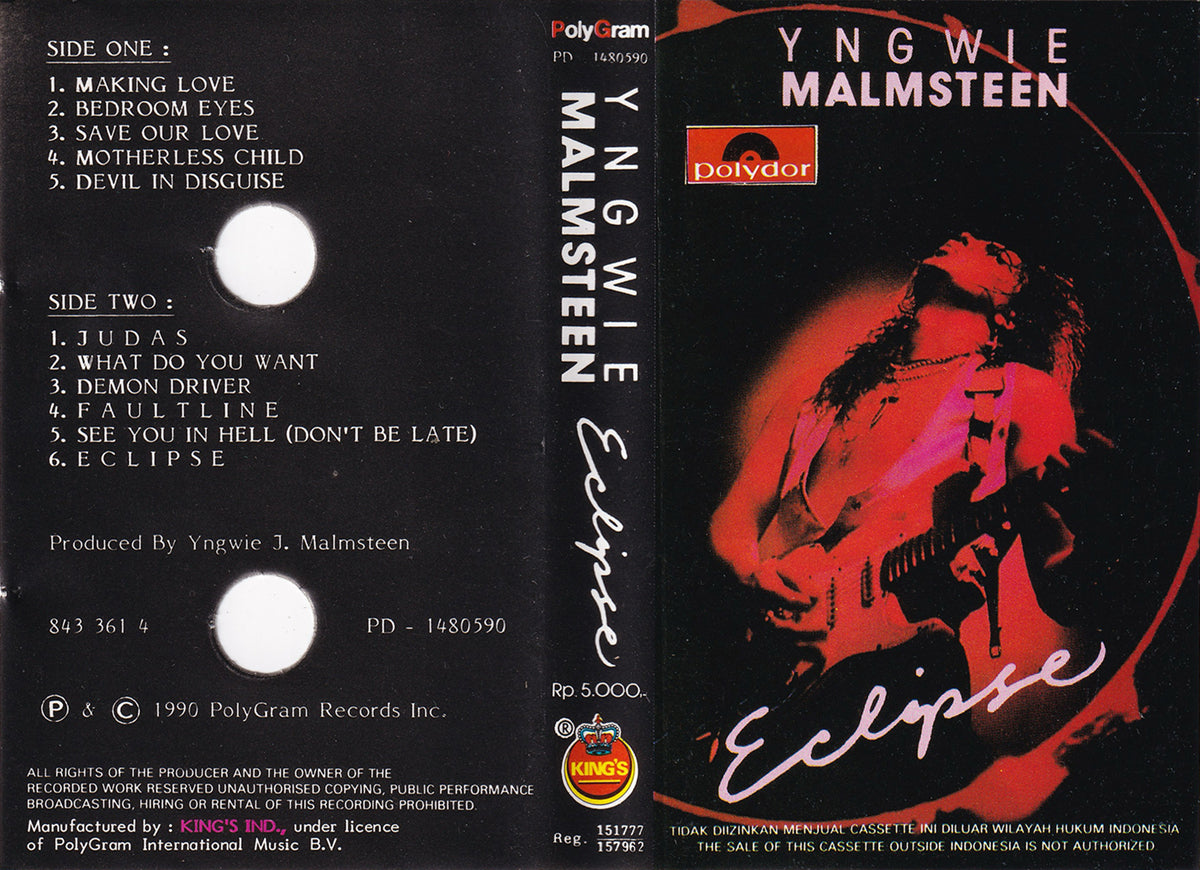 SIDE ONE :
1. MAKING LOVE
2. BEDROOM EYES
3. SAVE OUR LOVE
4. MOTHERLESS CHILD
5. DEVIL IN DISGUISE
SIDE TWO :
1. JUDAS
2. WHAT DO YOU WANT
3. DEMON DRIVER
4. FAULTLINE
5. SEE YOU IN HELL (DON'T BE LATE)
6. ECLIPSE
Produced By Yngwie J. Malmsteen
843 361 4 PD - 1480590
Ⓟ & © 1990 PolyGram Records Inc.
ALL RIGHTS OF THE PRODUCER AND THE OWNER OF THE
RECORDED WORK RESERVED UNAUTHORISED COPYING, PUBLIC PERFORMANCE
BROADCASTING, HIRING OR RENTAL OF THIS RECORDING PROHIBITED.
Manufactured by : KING'S IND., under licence
of PolyGram International Music B.V.
PolyGram
PD 1480590
YNGWIE
MALMSTEEN
Eclipse
Rp. 5.000,-
®
KING'S
Reg. 151777
157962
YNGWIE
MALMSTEEN
polydor
Eclipse
TIDAK DIIZINKAN MENJUAL CASSETTE INI DILUAR WILAYAH HUKUM INDONESIA
THE SALE OF THIS CASSETTE OUTSIDE INDONESIA IS NOT AUTHORIZED